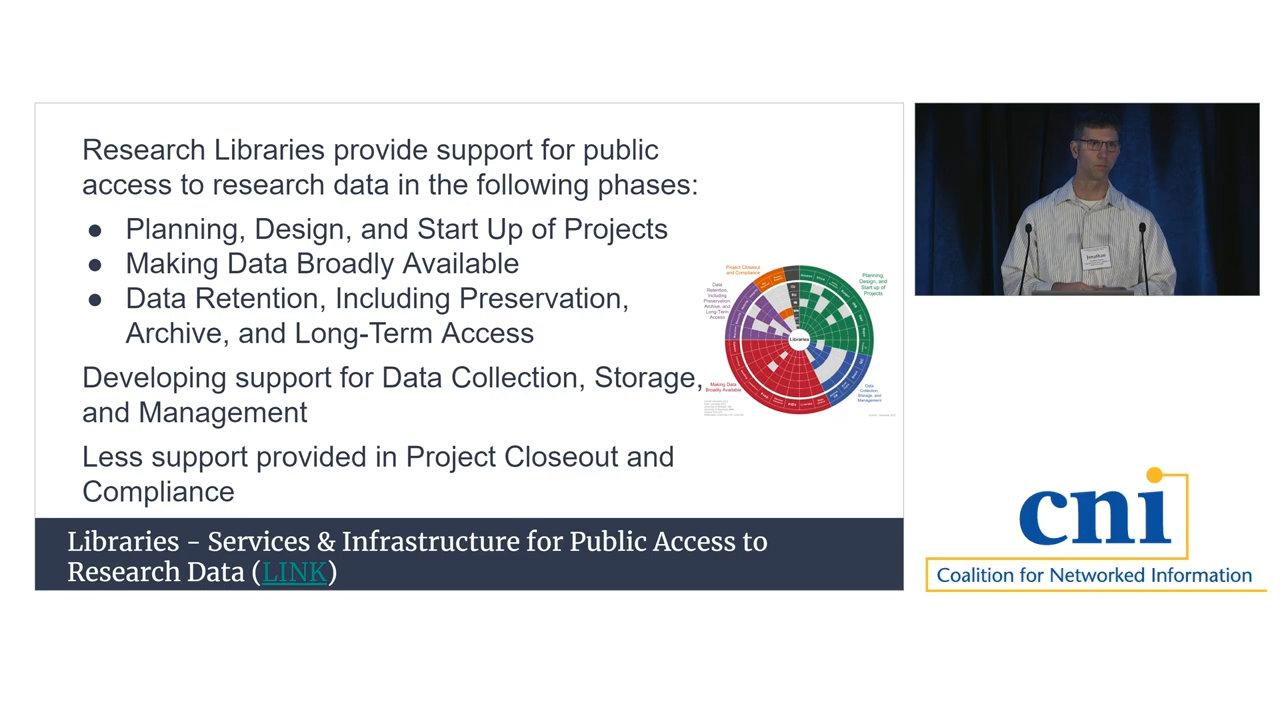 Research Libraries provide support for public
access to research data in the following phases:
● Planning, Design, and Start Up of Projects
● Making Data Broadly Available
● Data Retention, Including Preservation,
Archive, and Long-Term Access
Developing support for Data Collection, Storage,
and Management
Less support provided in Project Closeout and
Compliance
Project Closeout
and Compliance
Data
Retention,
Including
Preservation,
Archive, and
Long-Term
Access
Planning,
Design, and
Start up of
Projects
Libraries
Making Data
Broadly Available
Data
Collection,
Storage, and
Management
Libraries - Services & Infrastructure for Public Access to
Research Data (LINK)
Jonathan
cni
Coalition for Networked Information